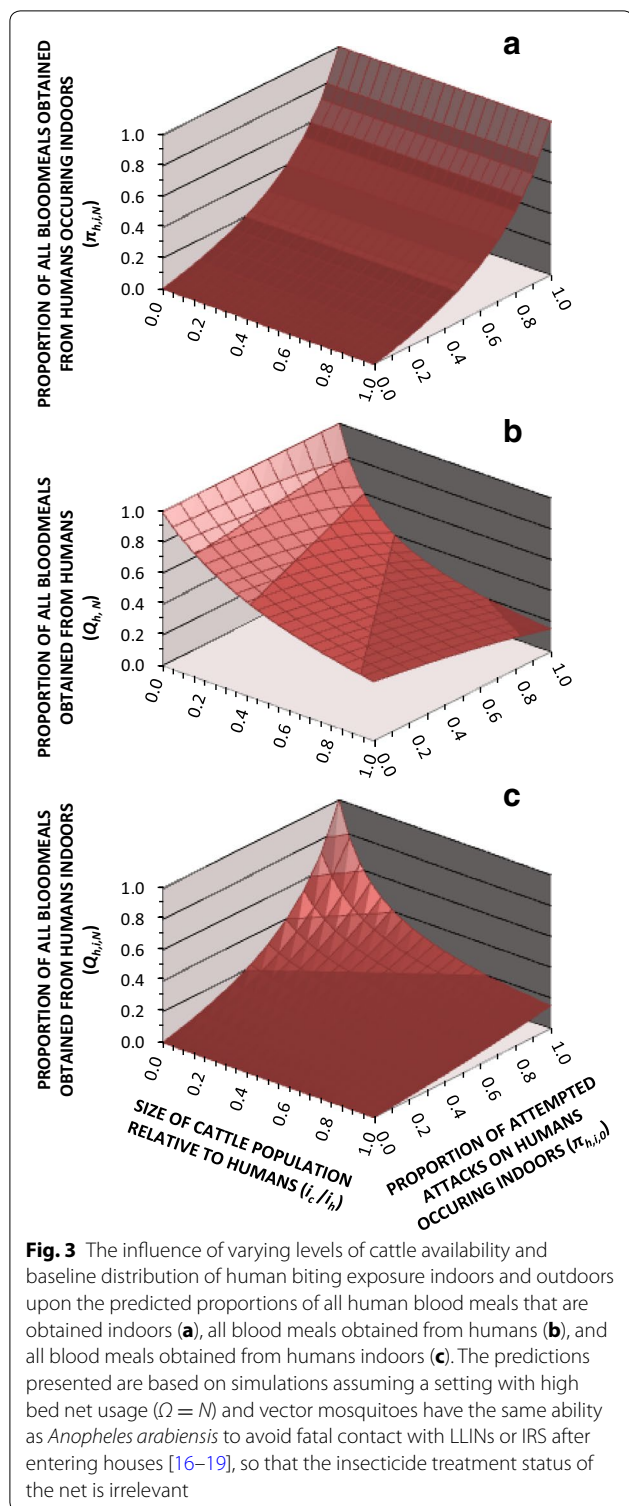 a
PROPORTION OF ALL BLOODMEALS OBTAINED
FROM HUMANS OCCURING INDOORS
(πh,i,N)
1.0
0.8
0.6
0.4
0.2
0.0
0.0
0.2
0.4
0.6
0.8
1.0
0.0
0.2
0.4
0.6
0.8
1.0
b
PROPORTION OF ALL BLOODMEALS
OBTAINED FROM HUMANS
(Qh, N)
1.0
0.8
0.6
0.4
0.2
0.0
0.0
0.2
0.4
0.6
0.8
1.0
0.0
0.2
0.4
0.6
0.8
1.0
c
PROPORTION OF ALL BLOODMEALS
OBTAINED FROM HUMANS INDOORS
(Qh,i,N)
1.0
0.8
0.6
0.4
0.2
0.0
0.0
0.2
0.4
0.6
0.8
1.0
0.0
0.2
0.4
0.6
0.8
1.0
SIZE OF CATTLE POPULATION
RELATIVE TO HUMANS (ic /ih)
PROPORTION OF ATTEMPTED
ATTACKS ON HUMANS
OCCURING INDOORS (πh,i,0)
Fig. 3 The influence of varying levels of cattle availability and
baseline distribution of human biting exposure indoors and outdoors
upon the predicted proportions of all human blood meals that are
obtained indoors (a), all blood meals obtained from humans (b), and
all blood meals obtained from humans indoors (c). The predictions
presented are based on simulations assuming a setting with high
bed net usage (Ω = N) and vector mosquitoes have the same ability
as Anopheles arabiensis to avoid fatal contact with LLINs or IRS after
entering houses [16–19], so that the insecticide treatment status of
the net is irrelevant